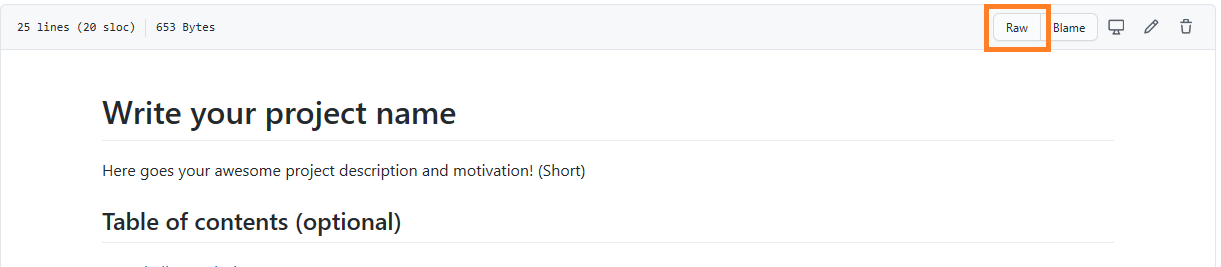 25 lines (20 sloc) 653 Bytes Raw Blame
Write your project name
Here goes your awesome project description and motivation! (Short)
Table of contents (optional)